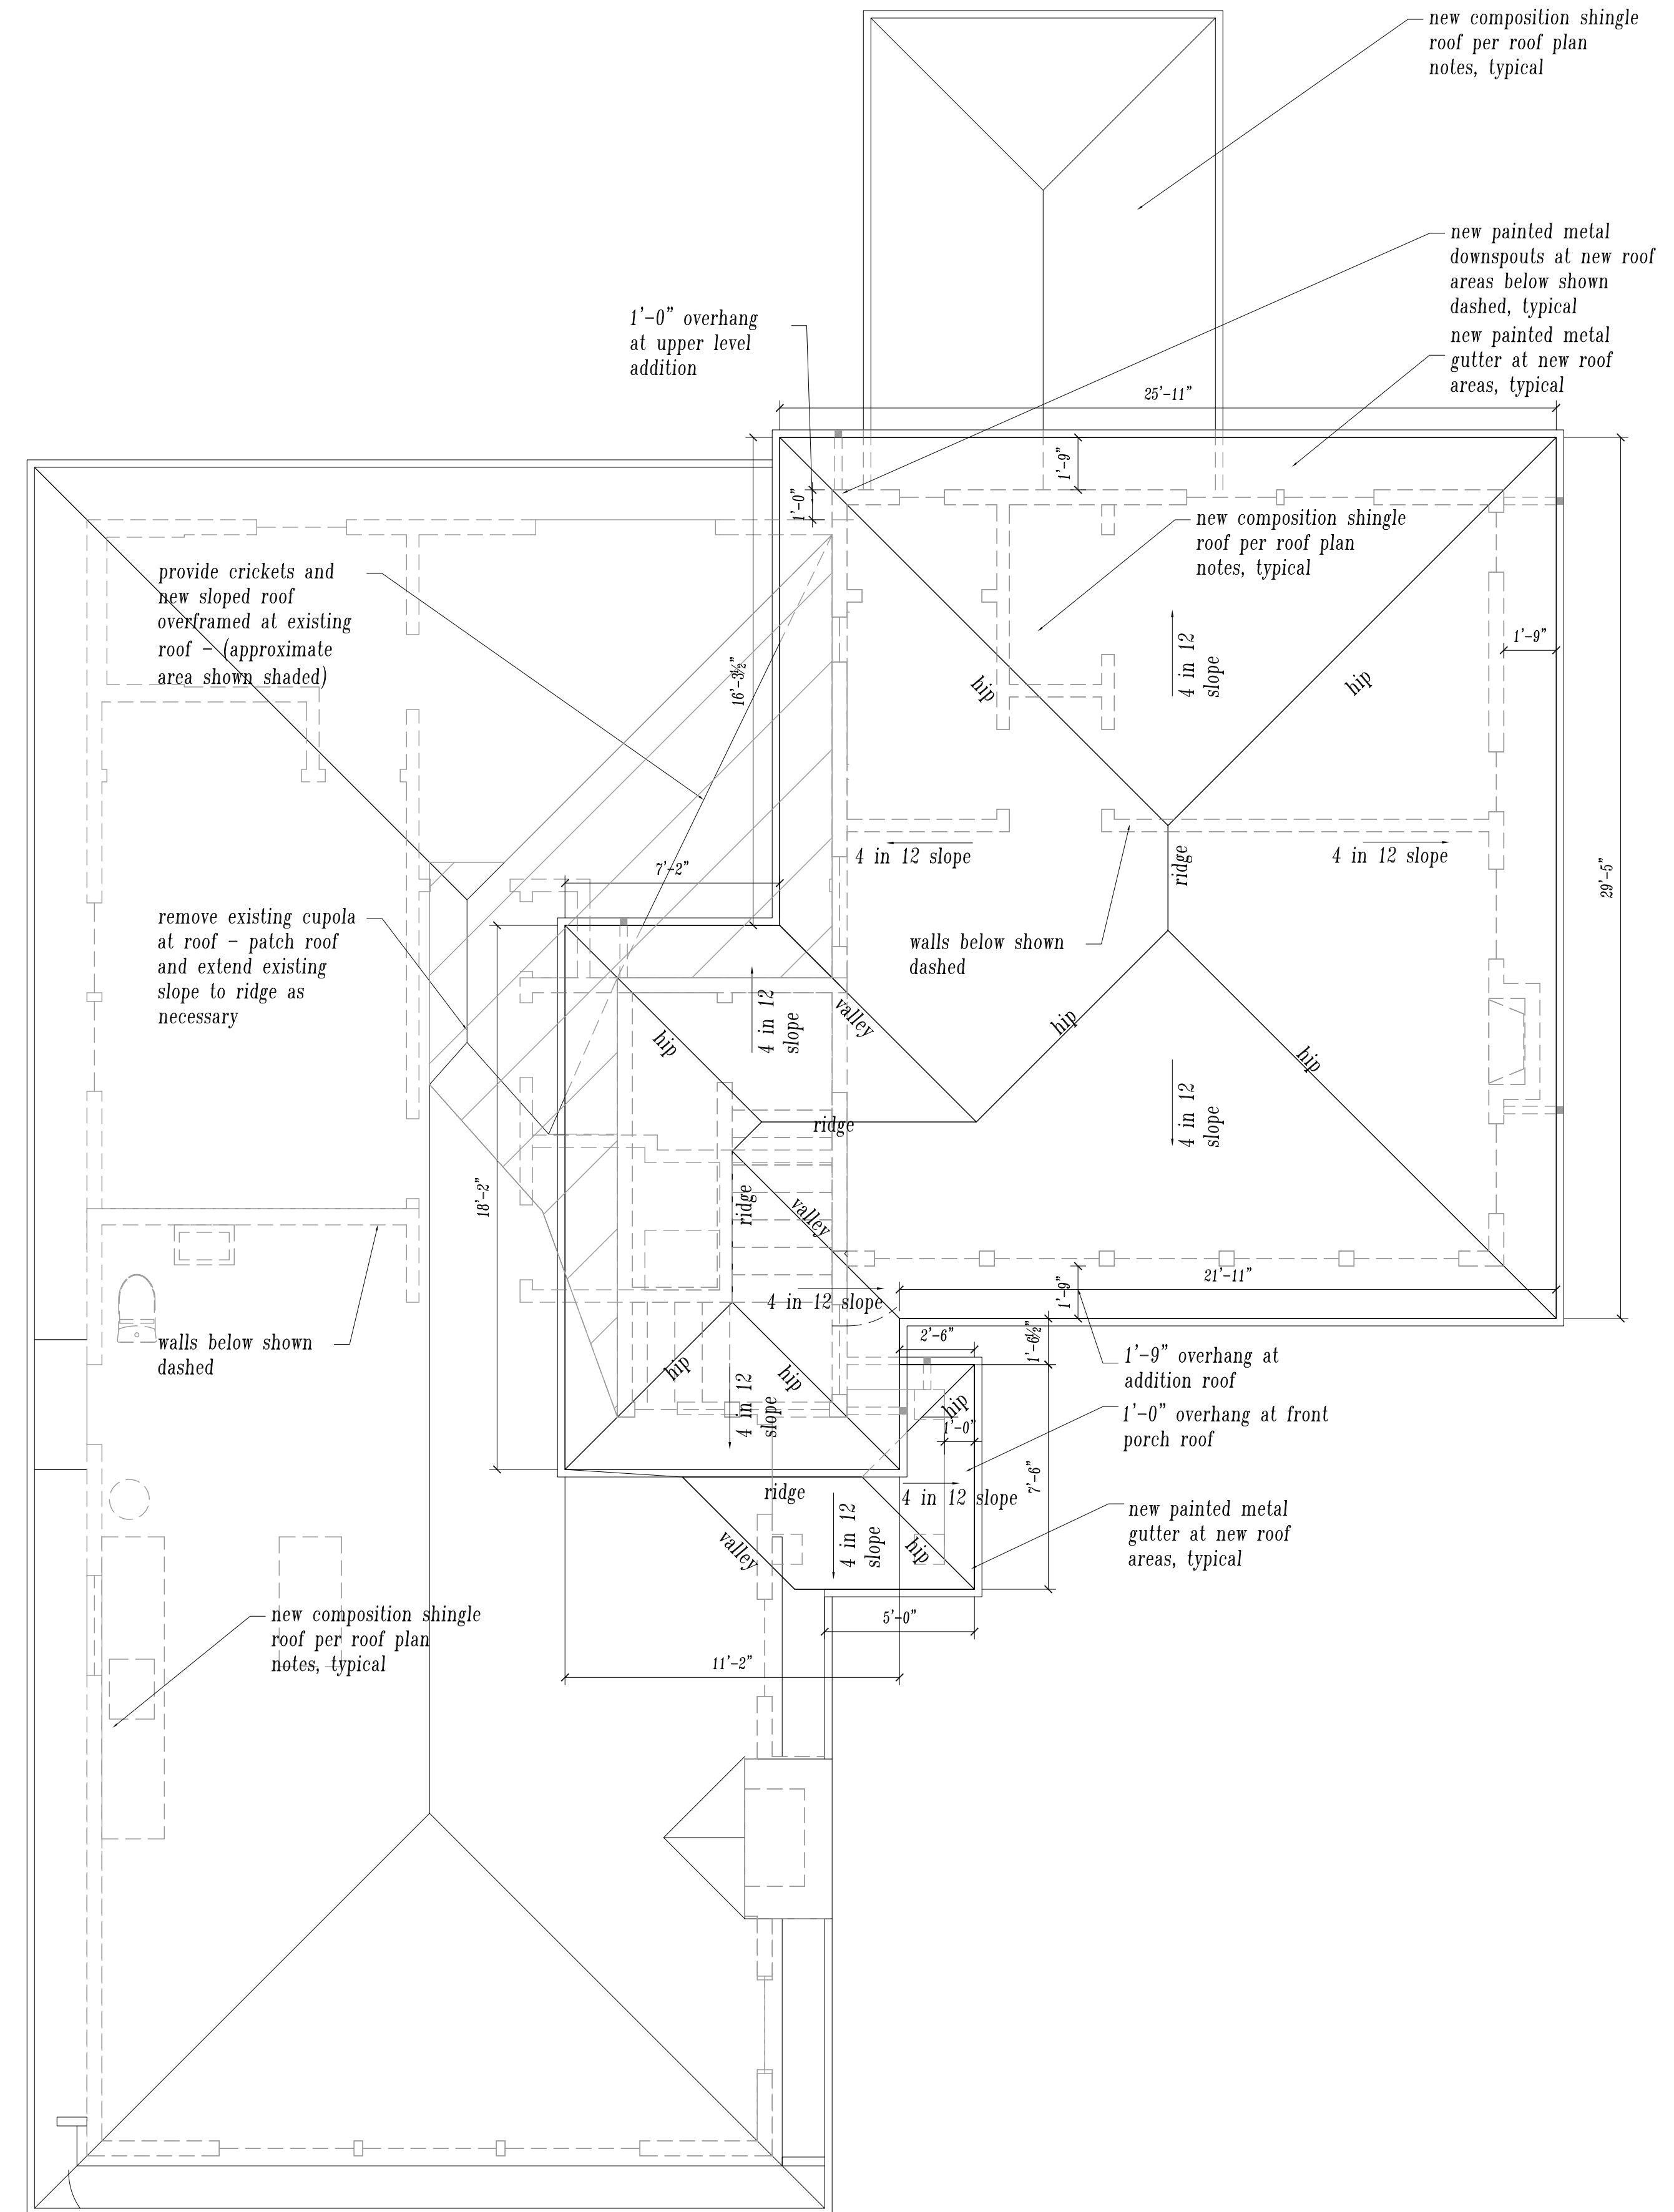 new composition shingle
roof per roof plan
notes, typical
new painted metal
downspouts at new roof
areas below shown
dashed, typical
new painted metal
gutter at new roof
areas, typical
1'-0" overhang
at upper level
addition
25'-11"
1'-9"
1'-0"
new composition shingle
roof per roof plan
notes, typical
provide crickets and
new sloped roof
overframed at existing
roof - (approximate
area shown shaded)
1'-9"
4 in 12
slope
16'-3½"
hip
hip
4 in 12 slope
ridge
4 in 12 slope
29'-5"
7'-2"
remove existing cupola
at roof - patch roof
and extend existing
slope to ridge as
necessary
walls below shown
dashed
4 in 12
slope
valley
hip
hip
hip
4 in 12
slope
ridge
18'-2"
ridge
valley
21'-11"
1'-9"
4 in 12 slope
walls below shown
dashed
2'-6"
1'-6½"
1'-9" overhang at
addition roof
hip
hip
4 in 12
slope
hip
1'-0"
1'-0" overhang at front
porch roof
7'-6"
ridge
4 in 12 slope
4 in 12
slope
valley
hip
new painted metal
gutter at new roof
areas, typical
5'-0"
11'-2"
new composition shingle
roof per roof plan
notes, typical